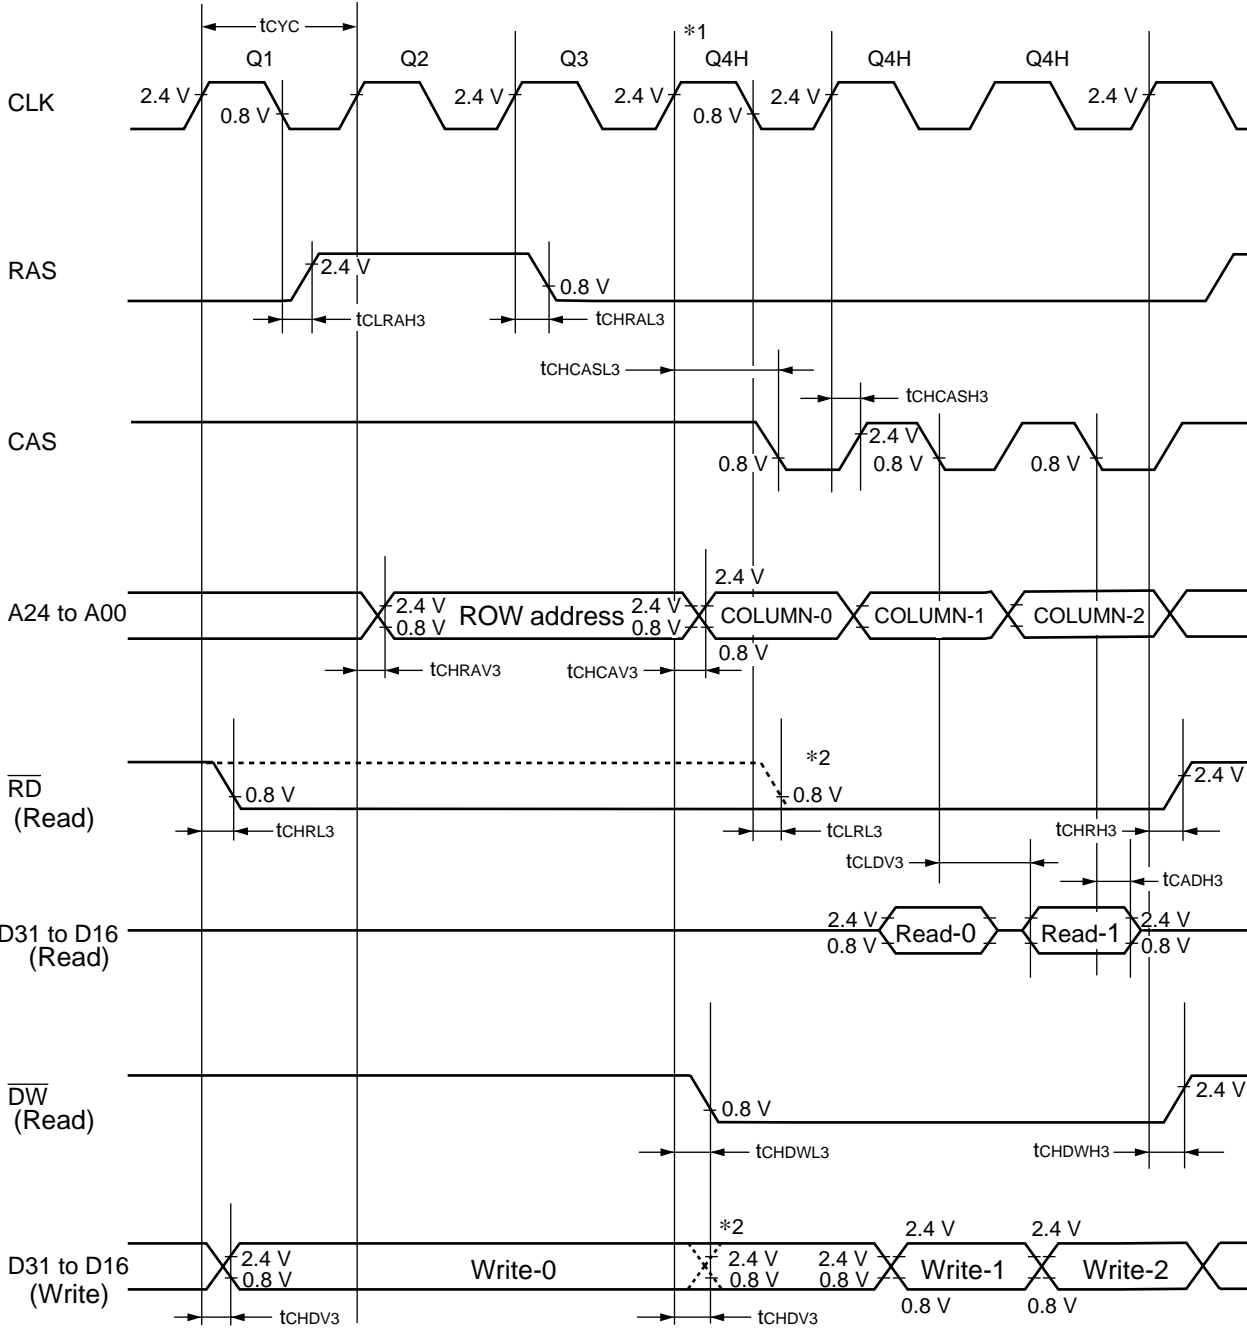 tCYC
*1
Q1 Q2 Q3 Q4H Q4H Q4H
CLK
2.4 V 0.8 V 2.4 V 2.4 V 0.8 V 2.4 V 2.4 V
RAS
2.4 V 0.8 V
tCLRAH3 tCHRAL3
tCHCASL3
tCHCASH3
CAS
0.8 V 2.4 V 0.8 V 0.8 V
2.4 V
A24 to A00
2.4 V 0.8 V ROW address 2.4 V 0.8 V COLUMN-0 COLUMN-1 COLUMN-2
0.8 V
tCHRAV3 tCHCAV3
*2
RD
(Read)
0.8 V 0.8 V 2.4 V
tCHRL3 tCLRL3 tCHRH3
tCLDV3
tCADH3
D31 to D16
(Read)
2.4 V 0.8 V Read-0 Read-1 2.4 V 0.8 V
DW
(Read)
0.8 V 2.4 V
tCHDWL3 tCHDWH3
*2 2.4 V 2.4 V
D31 to D16
(Write)
2.4 V 0.8 V Write-0 2.4 V 0.8 V 2.4 V 0.8 V Write-1 Write-2
0.8 V 0.8 V
tCHDV3 tCHDV3